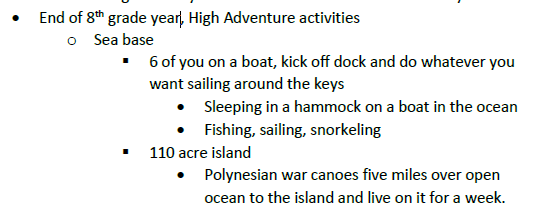 • End of 8th grade year, High Adventure activities
o Sea base
▪ 6 of you on a boat, kick off dock and do whatever you
want sailing around the keys
• Sleeping in a hammock on a boat in the ocean
• Fishing, sailing, snorkeling
▪ 110 acre island
• Polynesian war canoes five miles over open
ocean to the island and live on it for a week.